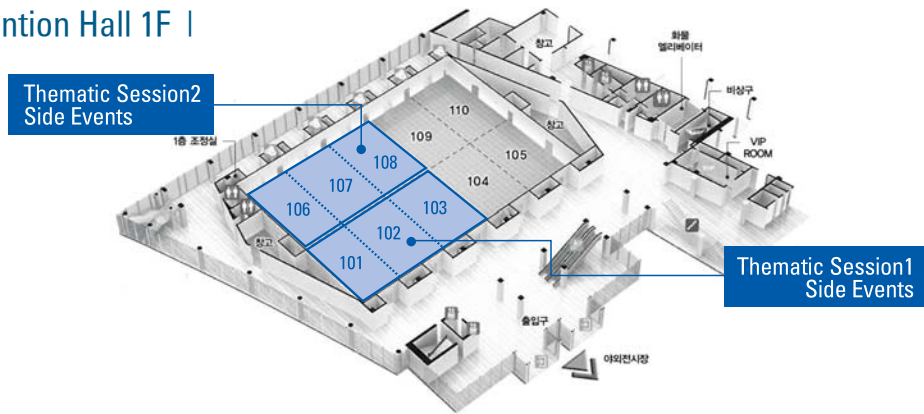 ntion Hall 1F |
Thematic Session2
Side Events
Thematic Session1
Side Events
창고
화물
엘리베이터
비상구
VIP
ROOM
창고
1층 조정실
110
109
105
108
104
107
103
106
102
101
창고
출입구
야외전시장